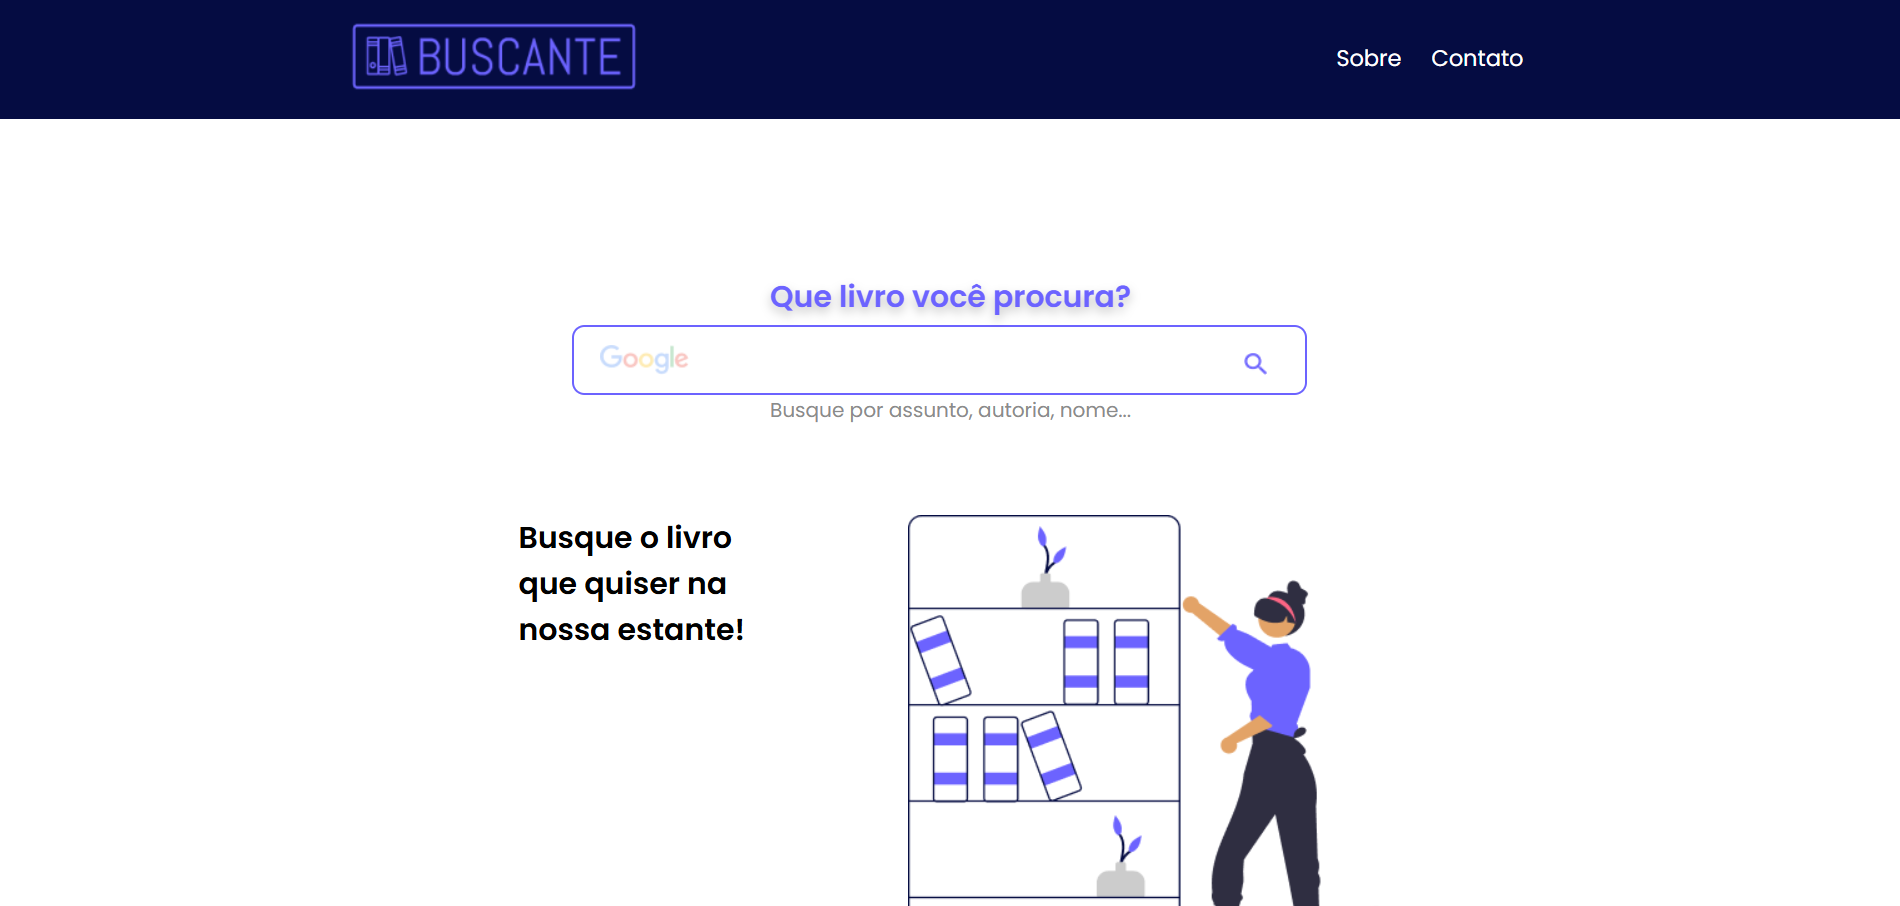 BUSCANTE
Sobre Contato
Que livro você procura?
Google
Busque por assunto, autoria, nome...
Busque o livro
que quiser na
nossa estante!